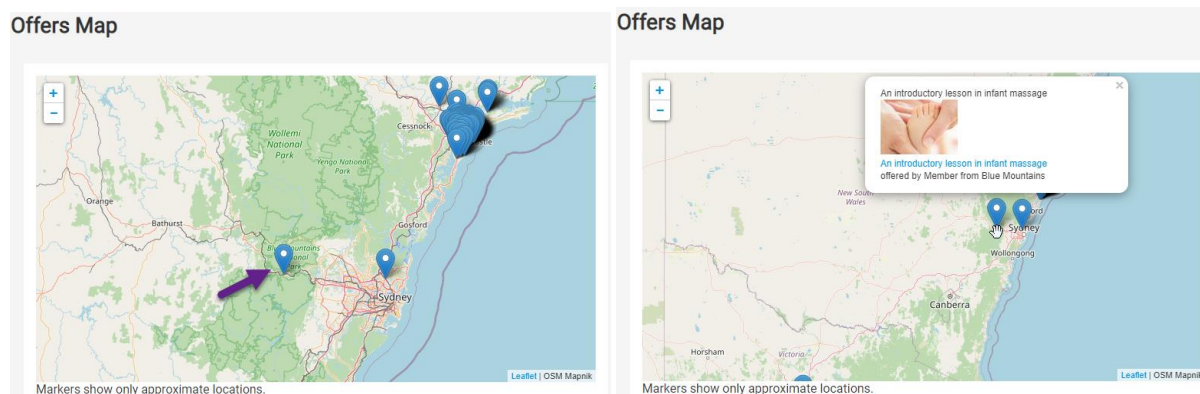 Offers Map
+
−
Wollemi
National
Park
Cessnock
Yengo National
Park
Orange
Bathurst
Gosford
Sydney
Leaflet | OSM Mapnik
Markers show only approximate locations.
Offers Map
+
−
An introductory lesson in infant massage
×
An introductory lesson in infant massage
offered by Member from Blue Mountains
New South
Wales
Sydney
Wollongong
Canberra
Horsham
Victoria
Leaflet | OSM Mapnik
Markers show only approximate locations.